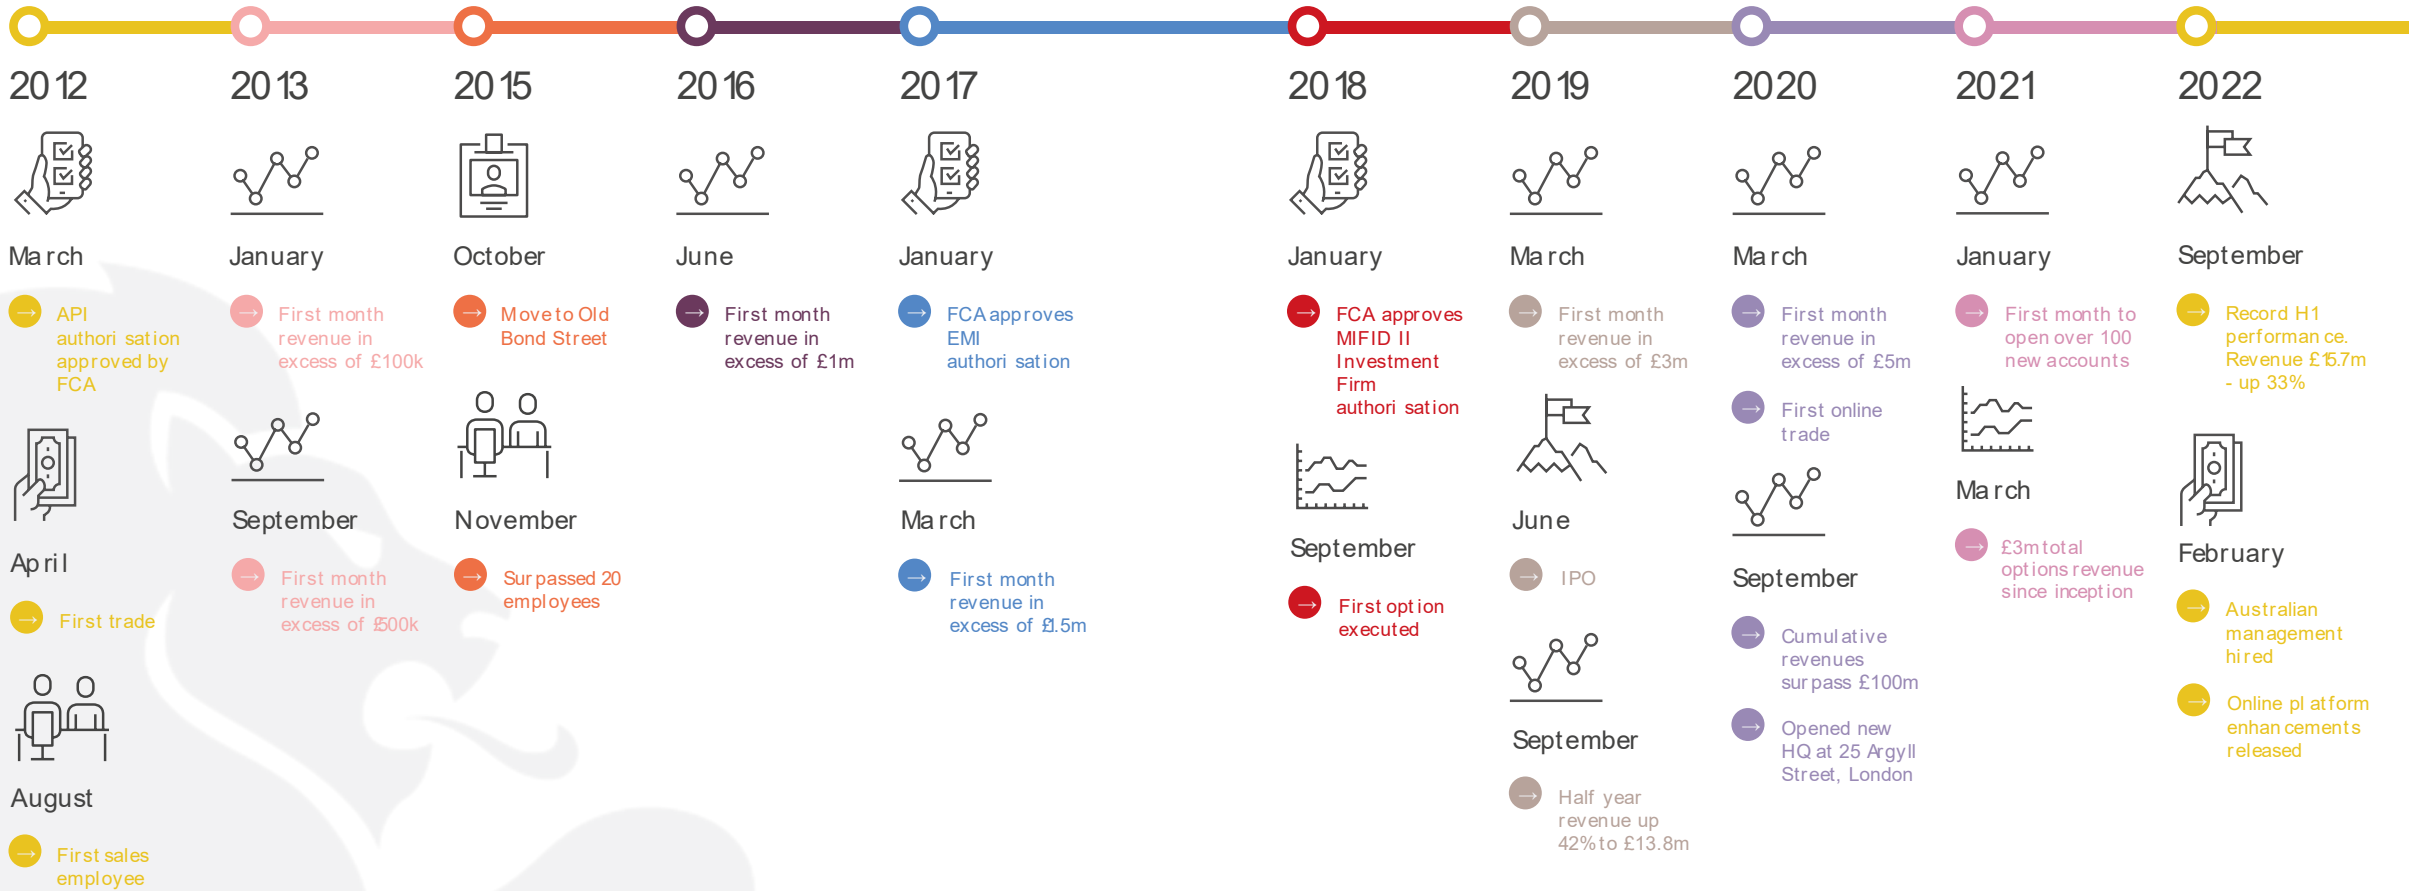 2012
March
API
authorisation
approved by
FCA
April
First trade
August
First sales
employee
2013
January
First month
revenue in
excess of £100k
September
First month
revenue in
excess of £500k
2015
October
Move to Old
Bond Street
November
Surpassed 20
employees
2016
June
First month
revenue in
excess of £1m
2017
January
FCA approves
EMI
authorisation
March
First month
revenue in
excess of £1.5m
2018
January
FCA approves
MIFID II
Investment
Firm
authorisation
September
First option
executed
2019
March
First month
revenue in
excess of £3m
June
IPO
September
Half year
revenue up
42% to £13.8m
2020
March
First month
revenue in
excess of £5m
First online
trade
September
Cumulative
revenues
surpass £100m
Opened new
HQ at 25 Argyll
Street, London
2021
January
First month to
open over 100
new accounts
March
£3m total
options revenue
since inception
2022
September
Record H1
performance.
Revenue £15.7m
- up 33%
February
Australian
management
hired
Online platform
enhancements
released